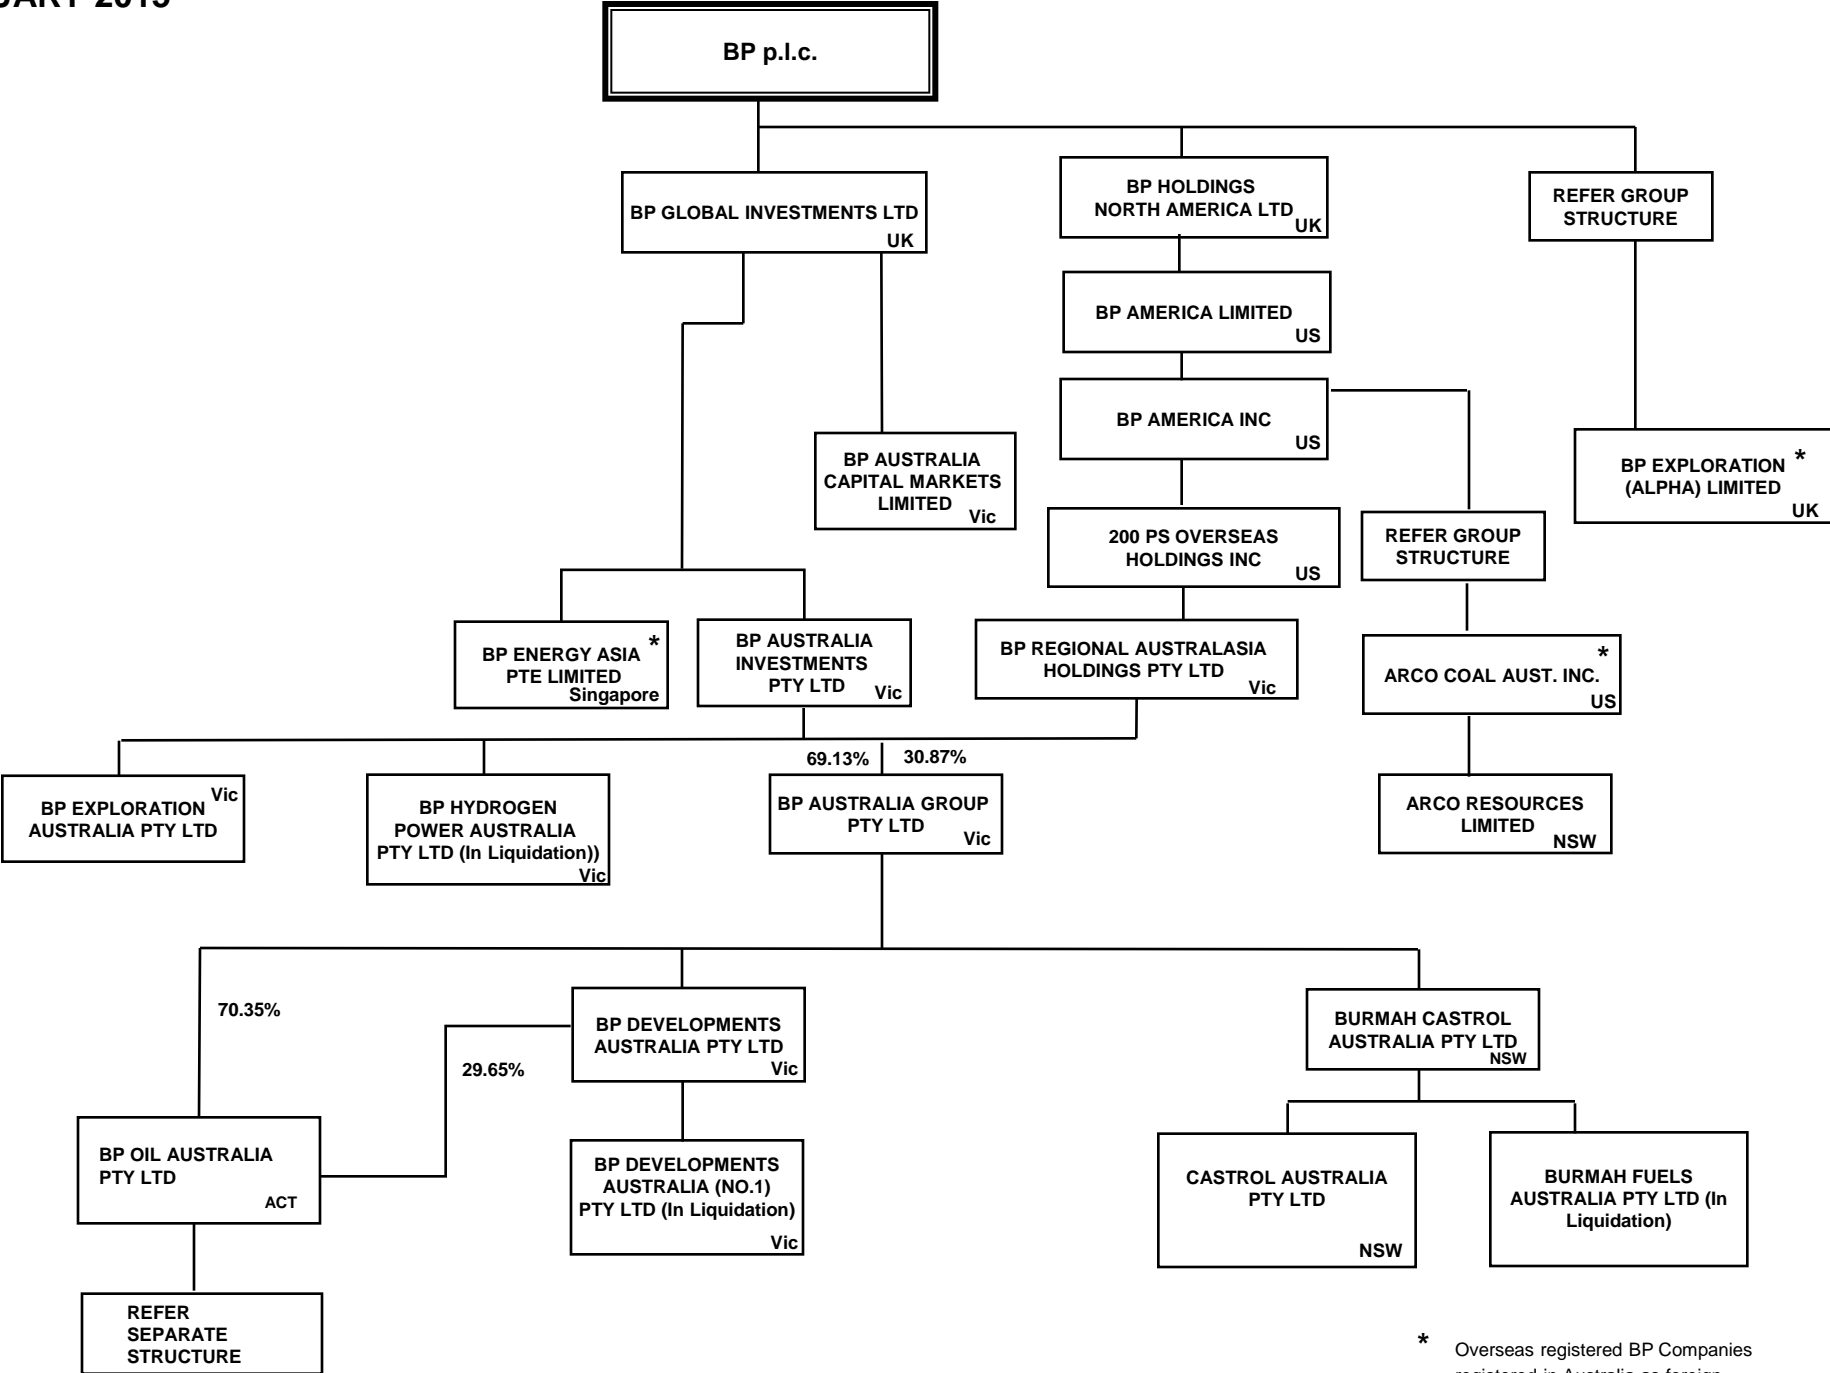 BP p.l.c.
BP GLOBAL INVESTMENTS LTD
UK
BP HOLDINGS
NORTH AMERICA LTD
UK
REFER GROUP
STRUCTURE
BP AMERICA LIMITED
US
BP AMERICA INC
US
BP AUSTRALIA
CAPITAL MARKETS
LIMITED
Vic
BP EXPLORATION *
(ALPHA) LIMITED
UK
200 PS OVERSEAS
HOLDINGS INC
US
REFER GROUP
STRUCTURE
BP ENERGY ASIA *
PTE LIMITED
Singapore
BP AUSTRALIA
INVESTMENTS
PTY LTD
Vic
BP REGIONAL AUSTRALASIA
HOLDINGS PTY LTD
Vic
*
ARCO COAL AUST. INC.
US
69.13%
30.87%
Vic
BP EXPLORATION
AUSTRALIA PTY LTD
BP HYDROGEN
POWER AUSTRALIA
PTY LTD (In Liquidation))
Vic
BP AUSTRALIA GROUP
PTY LTD
Vic
ARCO RESOURCES
LIMITED
NSW
70.35%
29.65%
BP DEVELOPMENTS
AUSTRALIA PTY LTD
Vic
BURMAH CASTROL
AUSTRALIA PTY LTD
NSW
BP OIL AUSTRALIA
PTY LTD
ACT
BP DEVELOPMENTS
AUSTRALIA (NO.1)
PTY LTD (In Liquidation)
Vic
CASTROL AUSTRALIA
PTY LTD
NSW
BURMAH FUELS
AUSTRALIA PTY LTD (In
Liquidation)
REFER
SEPARATE
STRUCTURE
* Overseas registered BP Companies
registered in Australia as foreign